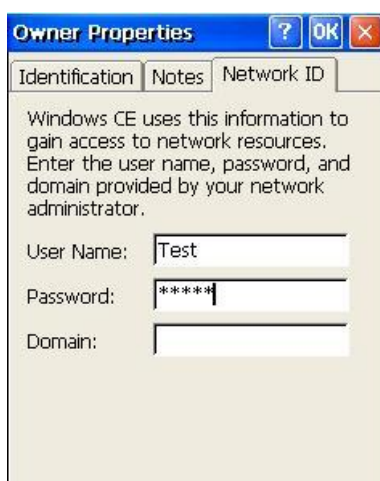 Owner Properties ? OK ×
Identification Notes Network ID
Windows CE uses this information to
gain access to network resources.
Enter the user name, password, and
domain provided by your network
administrator.
User Name: Test
Password: *****
Domain: